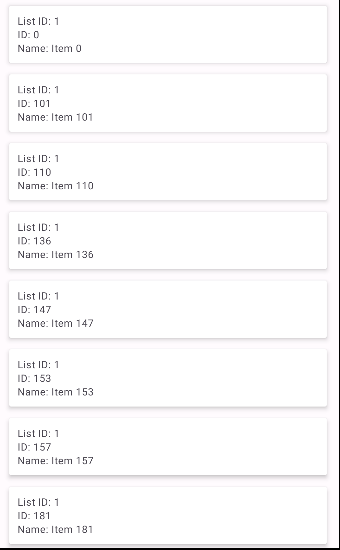 List ID: 1
ID: 0
Name: Item 0
List ID: 1
ID: 101
Name: Item 101
List ID: 1
ID: 110
Name: Item 110
List ID: 1
ID: 136
Name: Item 136
List ID: 1
ID: 147
Name: Item 147
List ID: 1
ID: 153
Name: Item 153
List ID: 1
ID: 157
Name: Item 157
List ID: 1
ID: 181
Name: Item 181